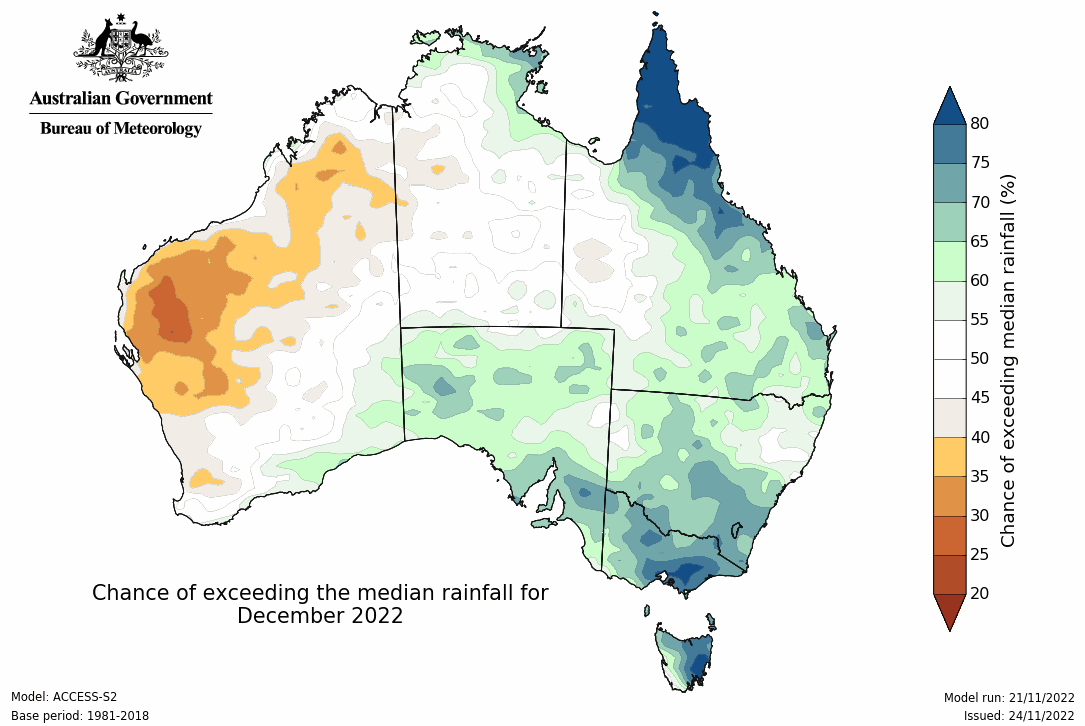 AUSTRALIA
Australian Government
Bureau of Meteorology
80
75
70
65
60
55
50
45
40
35
30
25
20
Chance of exceeding median rainfall (%)
Chance of exceeding the median rainfall for
December 2022
Model: ACCESS-S2
Base period: 1981-2018
Model run: 21/11/2022
Issued: 24/11/2022